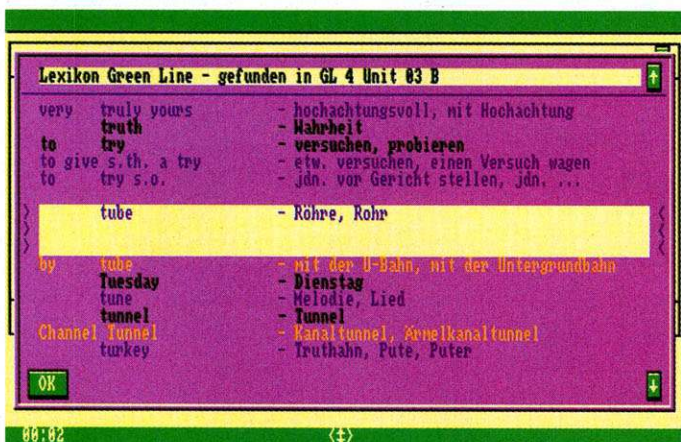 Lexikon Green Line - gefunden in GL 4 Unit 03 B
very truly yours - hochachtungsvoll, mit Hochachtung
truth - Wahrheit
to try - versuchen, probieren
to give s.th. a try - etw. versuchen, einen Versuch wagen
to try s.o. - jdn. vor Gericht stellen, jdn. ...
tube - Röhre, Rohr
by tube - mit der U-Bahn, mit der Untergrundbahn
Tuesday - Dienstag
tune - Melodie, Lied
tunnel - Tunnel
Channel Tunnel - Kanaltunnel, Ärmelkanaltunnel
turkey - Truthahn, Pute, Puter
OK
00:02